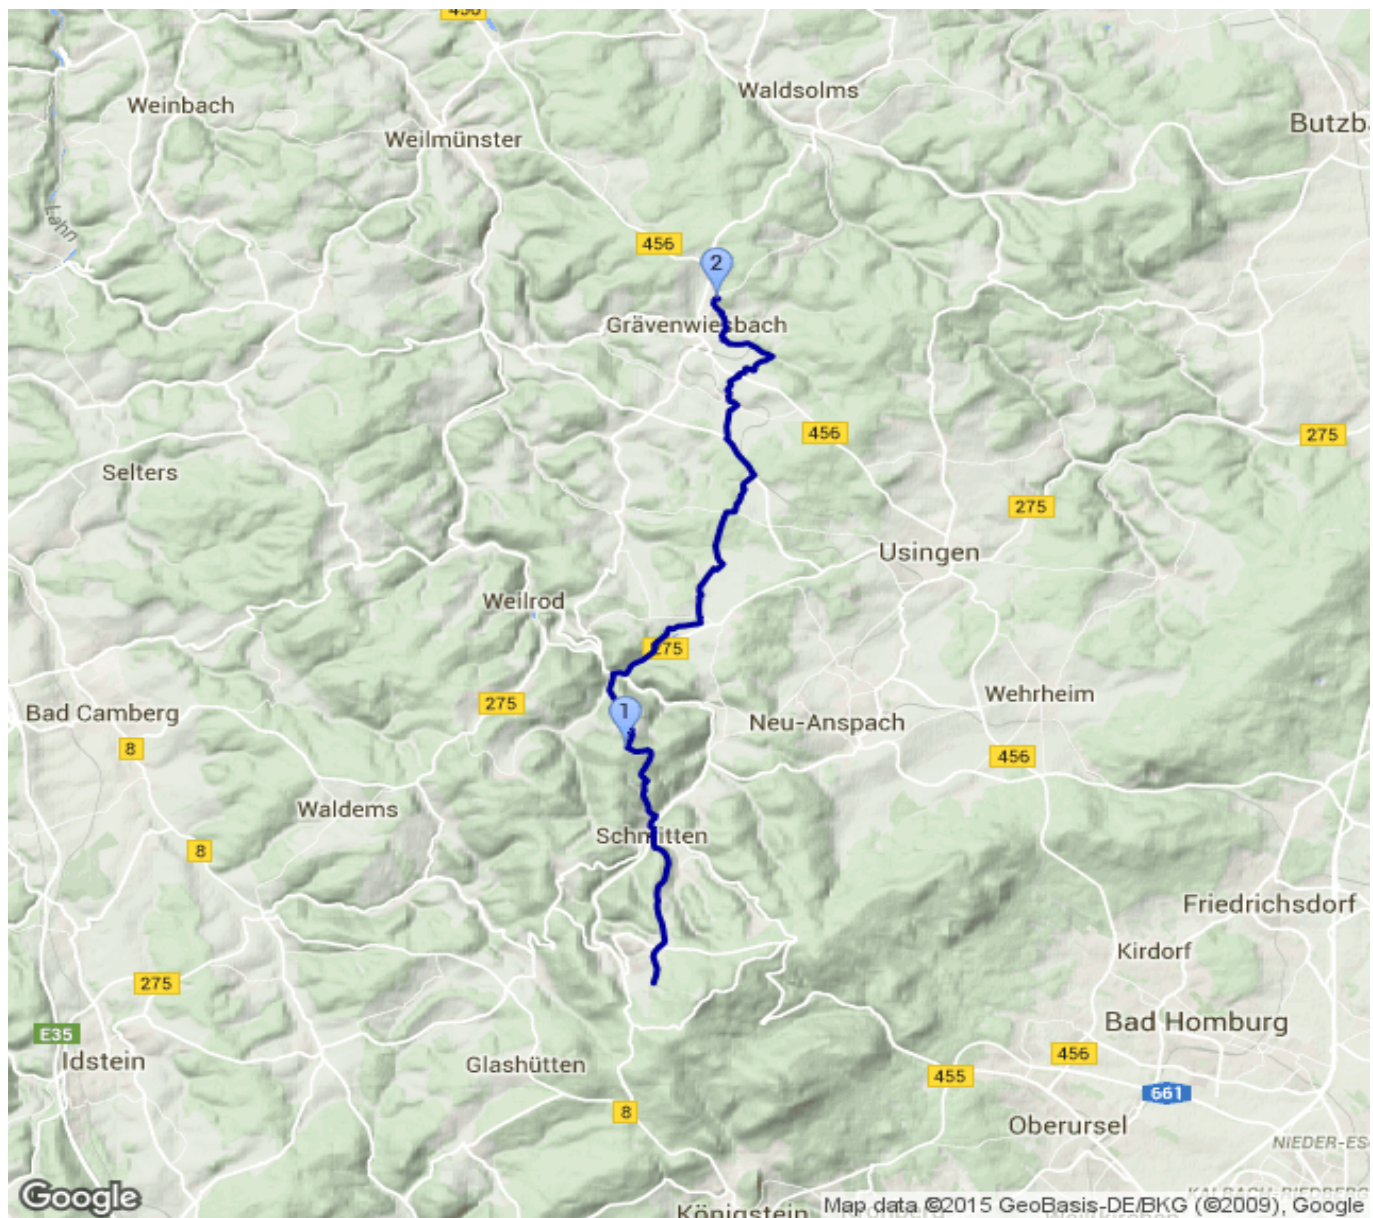 456
Waldsolms
Weinbach
Butzb
Weilmünster
Lahn
456
2
Grävenwiesbach
456
275
Selters
275
Usingen
Weilrod
275
Wehrheim
275
Bad Camberg
1
Neu-Anspach
8
456
Waldems
Schmitten
8
Friedrichsdorf
Kirdorf
275
Bad Homburg
E35
Idstein
456
Glashütten
455
661
8
Oberursel
NIEDER-ES
Google
Königstein
Map data ©2015 GeoBasis-DE/BKG (©2009), Google